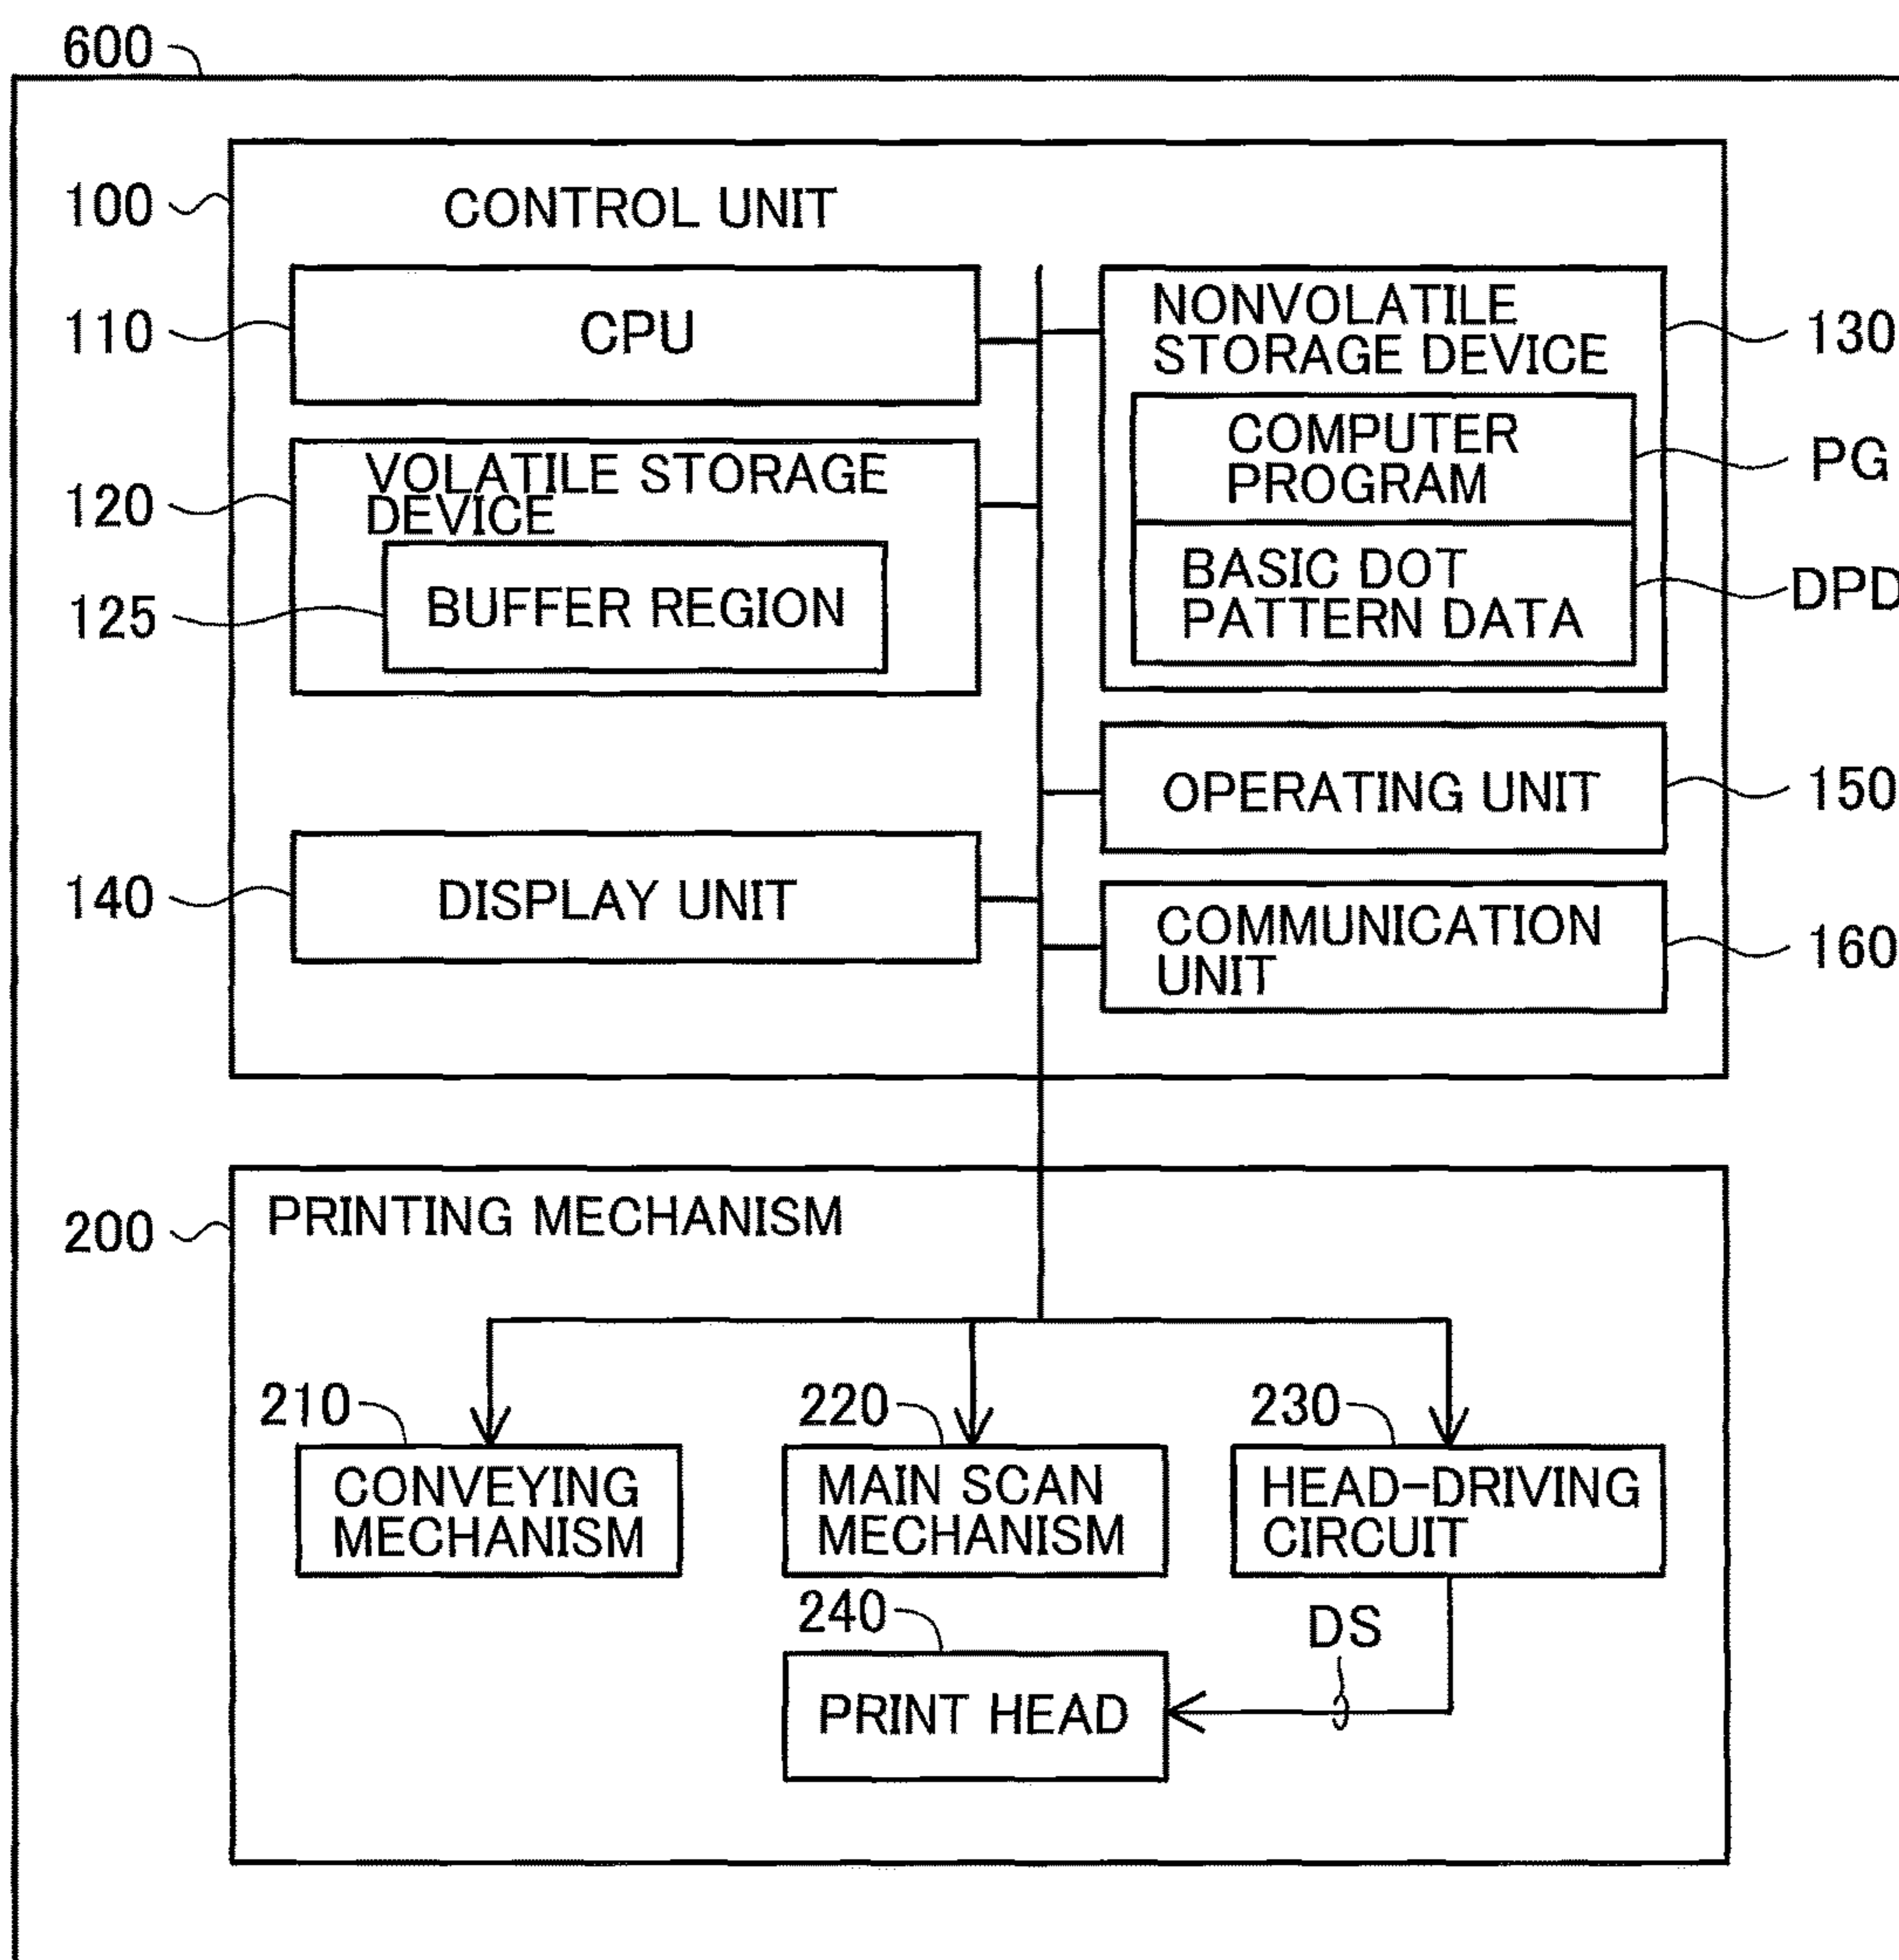 600
100
CONTROL UNIT
110
CPU
NONVOLATILE
STORAGE DEVICE
130
COMPUTER
PROGRAM
PG
120
VOLATILE STORAGE
DEVICE
125
BUFFER REGION
BASIC DOT
PATTERN DATA
DPD
OPERATING UNIT
150
140
DISPLAY UNIT
COMMUNICATION
UNIT
160
200
PRINTING MECHANISM
210
220
230
CONVEYING
MECHANISM
MAIN SCAN
MECHANISM
HEAD-DRIVING
CIRCUIT
240
DS
PRINT HEAD